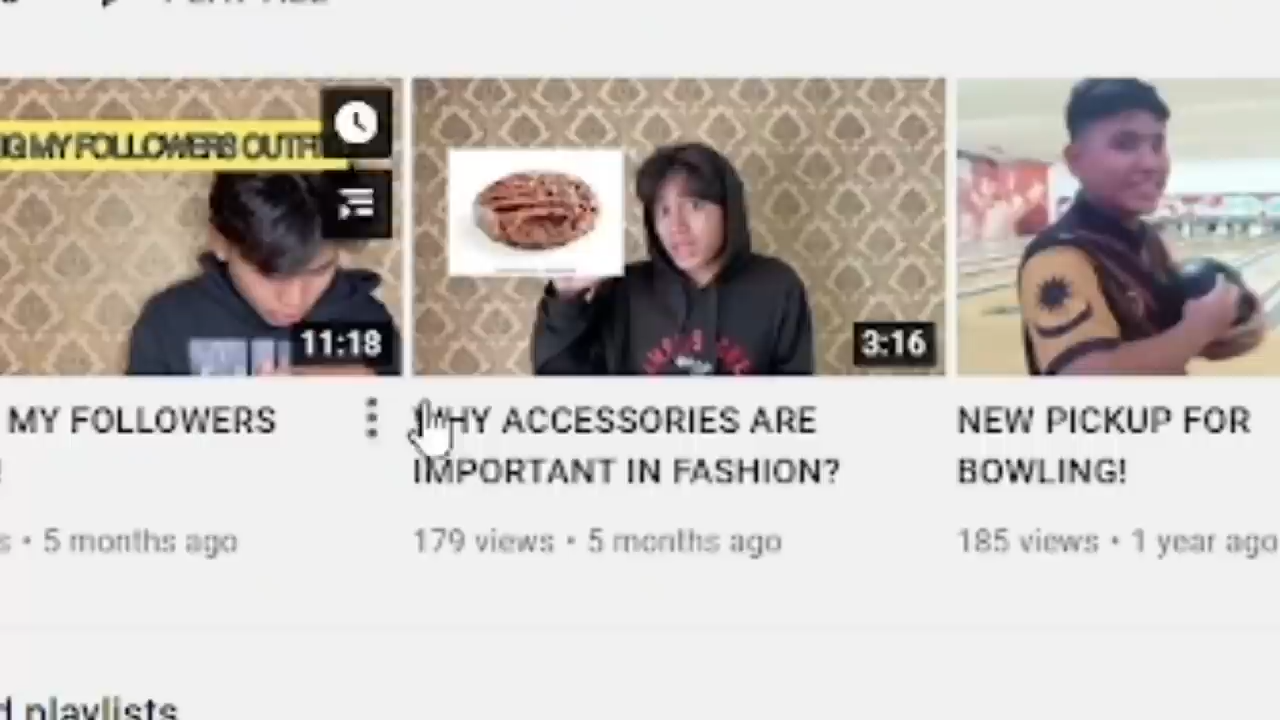 MY FOLLOWERS OUTFI
11:18
3:16
MY FOLLOWERS
WHY ACCESSORIES ARE
IMPORTANT IN FASHION?
NEW PICKUP FOR
BOWLING!
5 months ago
179 views • 5 months ago
185 views • 1 year ago
playlists